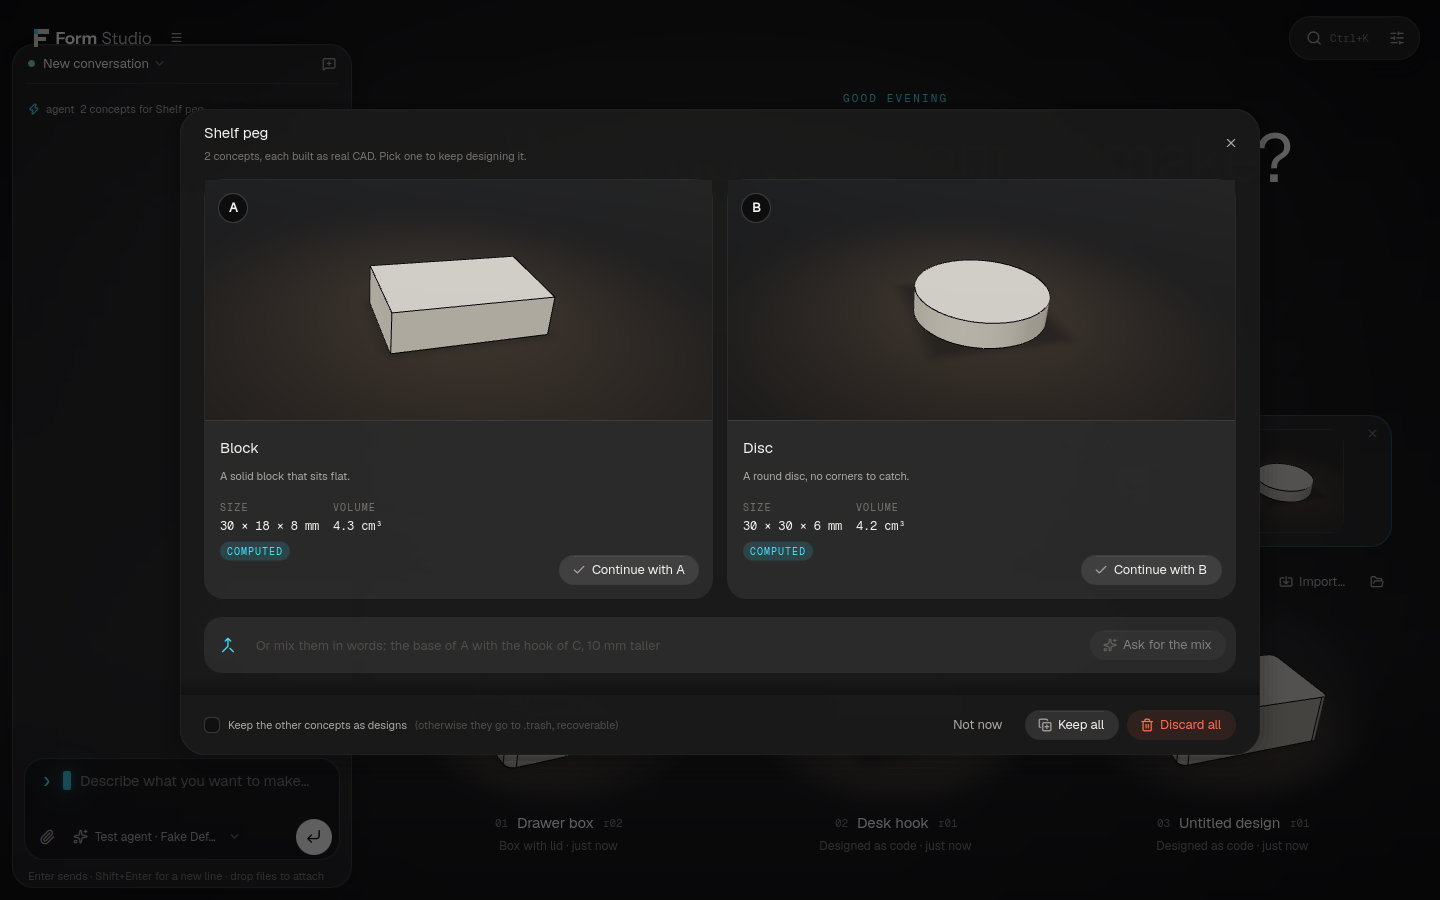 Form Studio
Ctrl+K
New conversation
GOOD EVENING
agent 2 concepts for Shelf peg
?
Shelf peg
2 concepts, each built as real CAD. Pick one to keep designing it.
A
B
Block
Disc
A solid block that sits flat.
A round disc, no corners to catch.
SIZE VOLUME
30 × 18 × 8 mm 4.3 cm³
COMPUTED
Continue with A
SIZE VOLUME
30 × 30 × 6 mm 4.2 cm³
COMPUTED
Continue with B
Import...
Or mix them in words: the base of A with the hook of C, 10 mm taller
Ask for the mix
Keep the other concepts as designs (otherwise they go to .trash, recoverable)
Not now
Keep all
Discard all
Describe what you want to make...
Test agent · Fake Def...
Enter sends · Shift+Enter for a new line · drop files to attach
01 Drawer box r02
Box with lid · just now
02 Desk hook r01
Designed as code · just now
03 Untitled design r01
Designed as code · just now